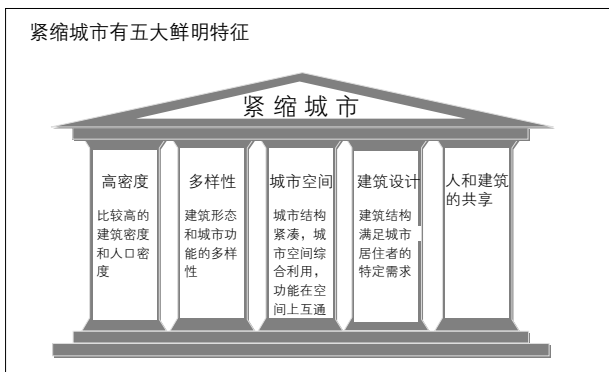 紧缩城市有五大鲜明特征
紧缩城市
高密度
比较高的
建筑密度
和人口密
度
多样性
建筑形态
和城市功
能的多样
性
城市空间
城市结构
紧凑，城
市空间综
合利用，
功能在空
间上互通
建筑设计
建筑结构
满足城市
居住者的
特定需求
人和建筑
的共享